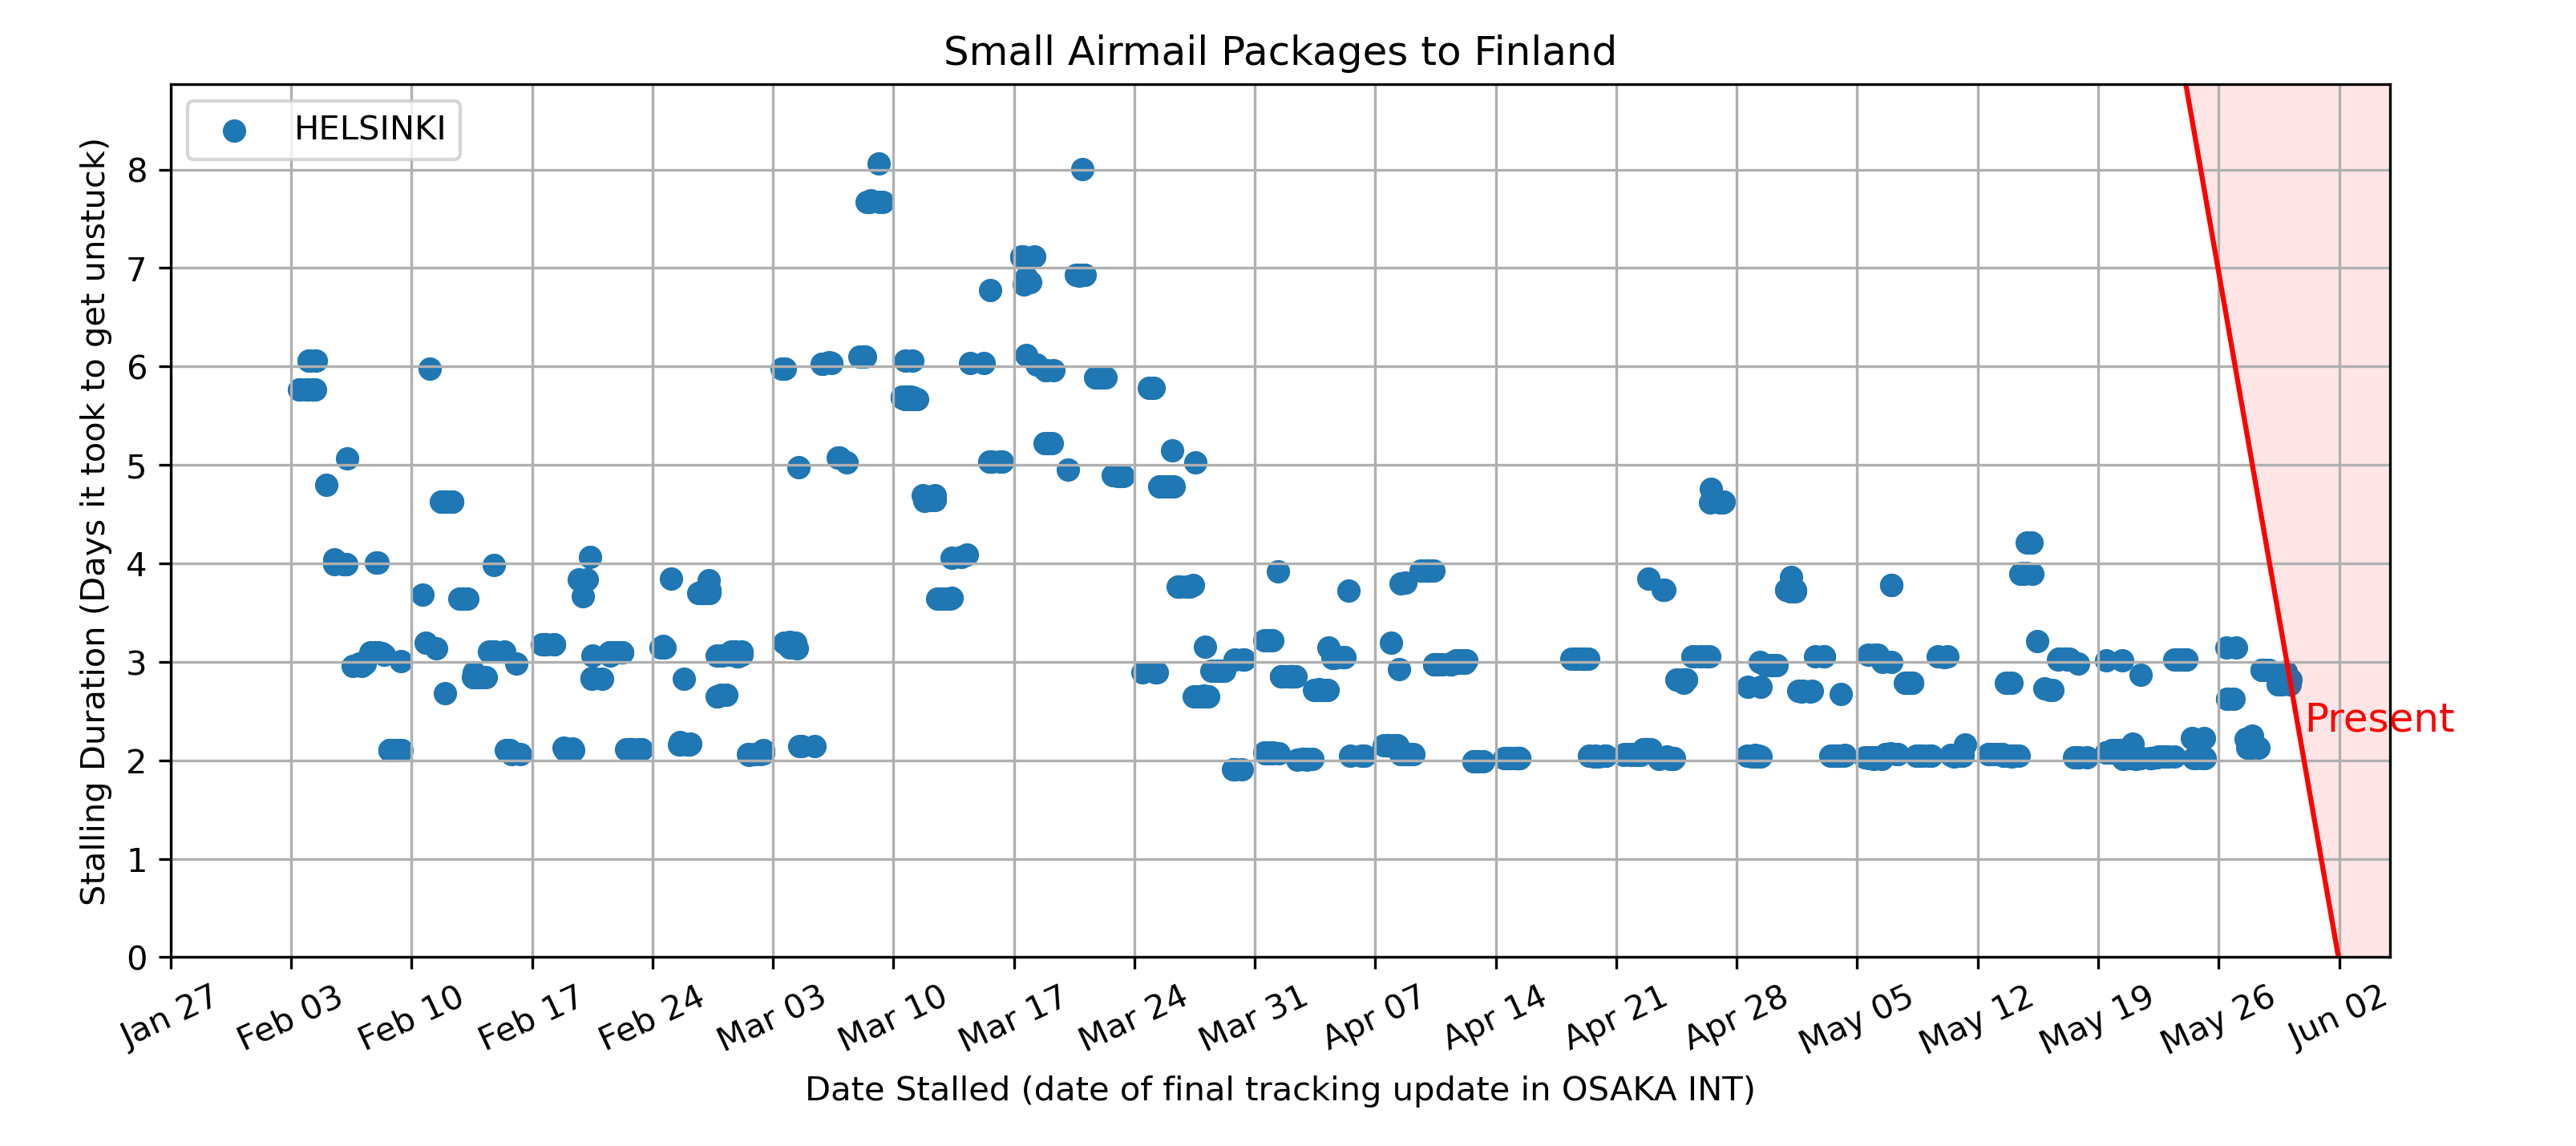 Small Airmail Packages to Finland
HELSINKI
Stalling Duration (Days it took to get unstuck)
8
7
6
5
4
3
2
1
0
Present
Jan 27
Feb 03
Feb 10
Feb 17
Feb 24
Mar 03
Mar 10
Mar 17
Mar 24
Mar 31
Apr 07
Apr 14
Apr 21
Apr 28
May 05
May 12
May 19
May 26
Jun 02
Date Stalled (date of final tracking update in OSAKA INT)